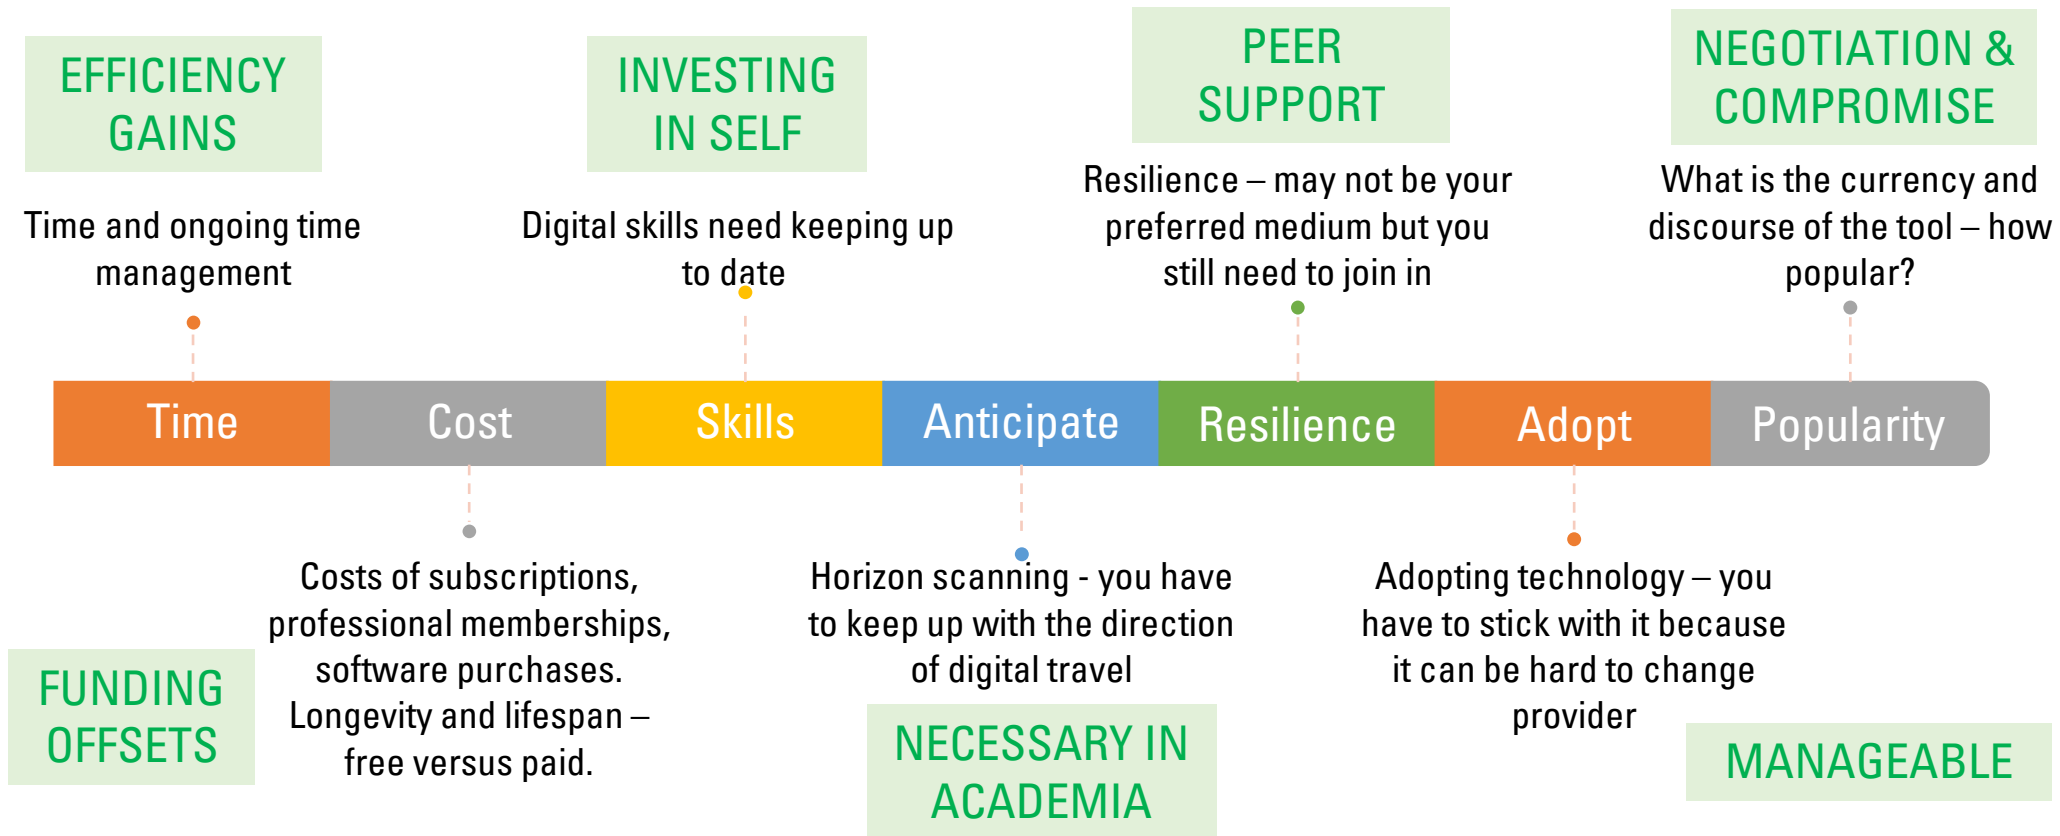 EFFICIENCY
GAINS
Time and ongoing time
management
INVESTING
IN SELF
Digital skills need keeping up
to date
PEER
SUPPORT
Resilience – may not be your
preferred medium but you
still need to join in
NEGOTIATION &
COMPROMISE
What is the currency and
discourse of the tool – how
popular?
Time
Cost
Skills
Anticipate
Resilience
Adopt
Popularity
FUNDING
OFFSETS
Costs of subscriptions,
professional memberships,
software purchases.
Longevity and lifespan –
free versus paid.
Horizon scanning - you have
to keep up with the direction
of digital travel
NECESSARY IN
ACADEMIA
Adopting technology – you
have to stick with it because
it can be hard to change
provider
MANAGEABLE